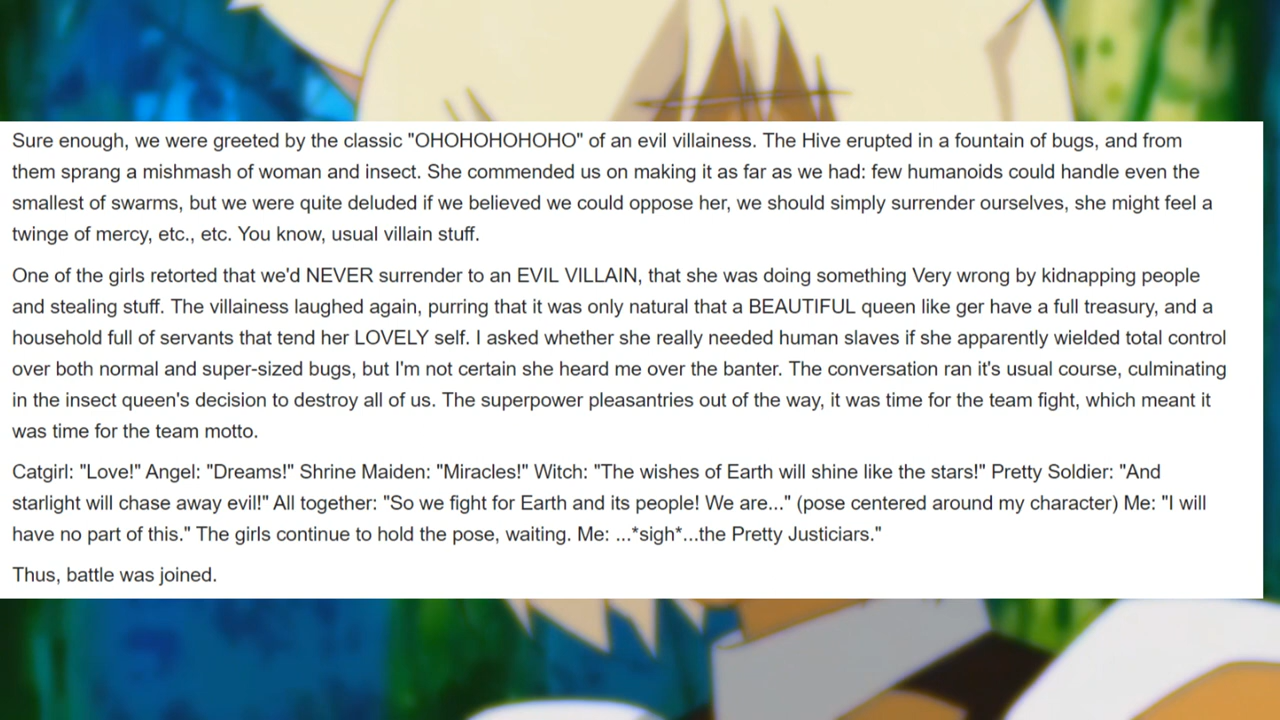 Sure enough, we were greeted by the classic "OHOHOHOHOHO" of an evil villainess. The Hive erupted in a fountain of bugs, and from
them sprang a mishmash of woman and insect. She commended us on making it as far as we had: few humanoids could handle even the
smallest of swarms, but we were quite deluded if we believed we could oppose her, we should simply surrender ourselves, she might feel a
twinge of mercy, etc., etc. You know, usual villain stuff.
One of the girls retorted that we'd NEVER surrender to an EVIL VILLAIN, that she was doing something Very wrong by kidnapping people
and stealing stuff. The villainess laughed again, purring that it was only natural that a BEAUTIFUL queen like ger have a full treasury, and a
household full of servants that tend her LOVELY self. I asked whether she really needed human slaves if she apparently wielded total control
over both normal and super-sized bugs, but I'm not certain she heard me over the banter. The conversation ran it's usual course, culminating
in the insect queen's decision to destroy all of us. The superpower pleasantries out of the way, it was time for the team fight, which meant it
was time for the team motto.
Catgirl: "Love!" Angel: "Dreams!" Shrine Maiden: "Miracles!" Witch: "The wishes of Earth will shine like the stars!" Pretty Soldier: "And
starlight will chase away evil!" All together: "So we fight for Earth and its people! We are..." (pose centered around my character) Me: "I will
have no part of this." The girls continue to hold the pose, waiting. Me: ...*sigh*...the Pretty Justiciars."
Thus, battle was joined.